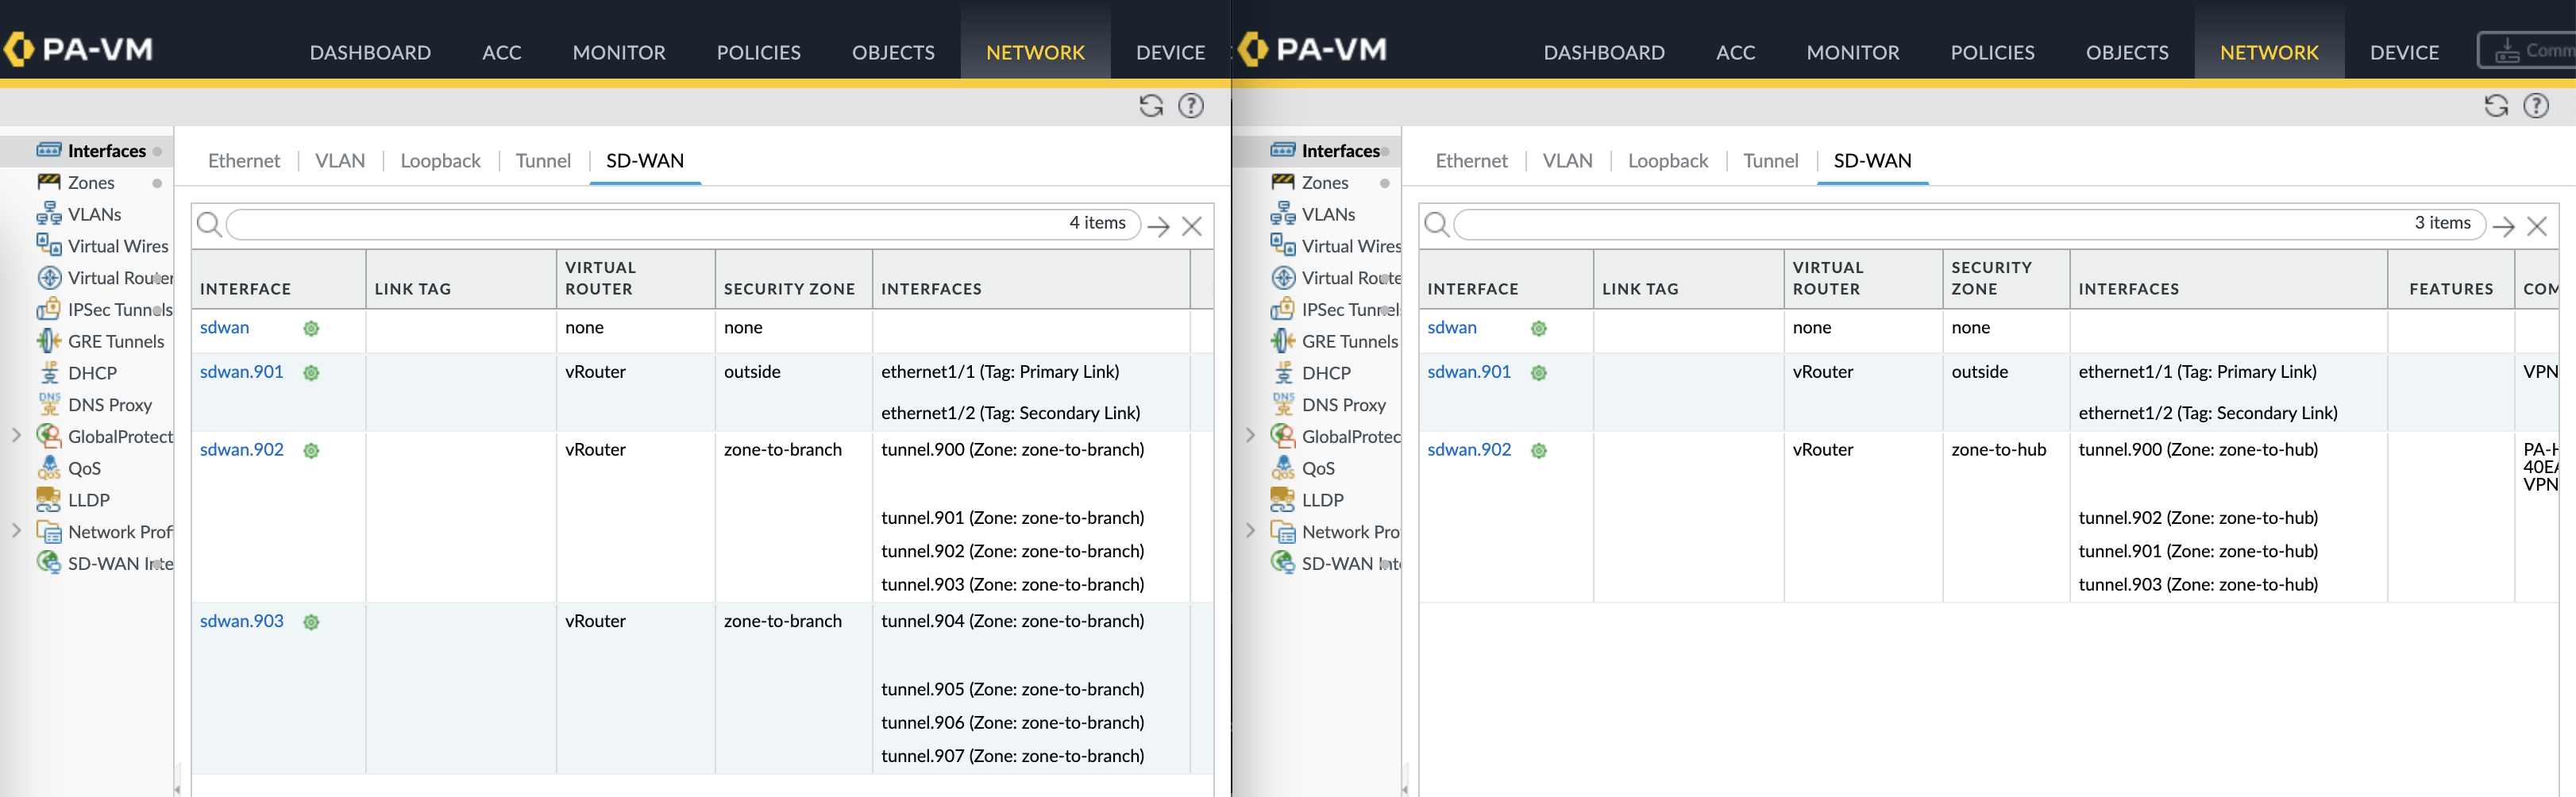 PA-VM
DASHBOARD ACC MONITOR POLICIES OBJECTS NETWORK DEVICE
Interfaces
Zones
VLANs
Virtual Wires
Virtual Router
IPSec Tunnels
GRE Tunnels
DHCP
DNS Proxy
GlobalProtect
QoS
LLDP
Network Prof
SD-WAN Inte
Ethernet VLAN Loopback Tunnel SD-WAN
4 items
INTERFACE LINK TAG VIRTUAL ROUTER SECURITY ZONE INTERFACES
sdwan none none
sdwan.901 vRouter outside ethernet1/1 (Tag: Primary Link)
ethernet1/2 (Tag: Secondary Link)
sdwan.902 vRouter zone-to-branch tunnel.900 (Zone: zone-to-branch)
tunnel.901 (Zone: zone-to-branch)
tunnel.902 (Zone: zone-to-branch)
tunnel.903 (Zone: zone-to-branch)
sdwan.903 vRouter zone-to-branch tunnel.904 (Zone: zone-to-branch)
tunnel.905 (Zone: zone-to-branch)
tunnel.906 (Zone: zone-to-branch)
tunnel.907 (Zone: zone-to-branch)
PA-VM
DASHBOARD ACC MONITOR POLICIES OBJECTS NETWORK DEVICE Comm
Interfaces
Zones
VLANs
Virtual Wires
Virtual Route
IPSec Tunnels
GRE Tunnels
DHCP
DNS Proxy
GlobalProtec
QoS
LLDP
Network Pro
SD-WAN Inte
Ethernet VLAN Loopback Tunnel SD-WAN
3 items
INTERFACE LINK TAG VIRTUAL ROUTER SECURITY ZONE INTERFACES FEATURES COM
sdwan none none
sdwan.901 vRouter outside ethernet1/1 (Tag: Primary Link) VPN
ethernet1/2 (Tag: Secondary Link)
sdwan.902 vRouter zone-to-hub tunnel.900 (Zone: zone-to-hub) PA-H
40EA
VPN
tunnel.902 (Zone: zone-to-hub)
tunnel.901 (Zone: zone-to-hub)
tunnel.903 (Zone: zone-to-hub)